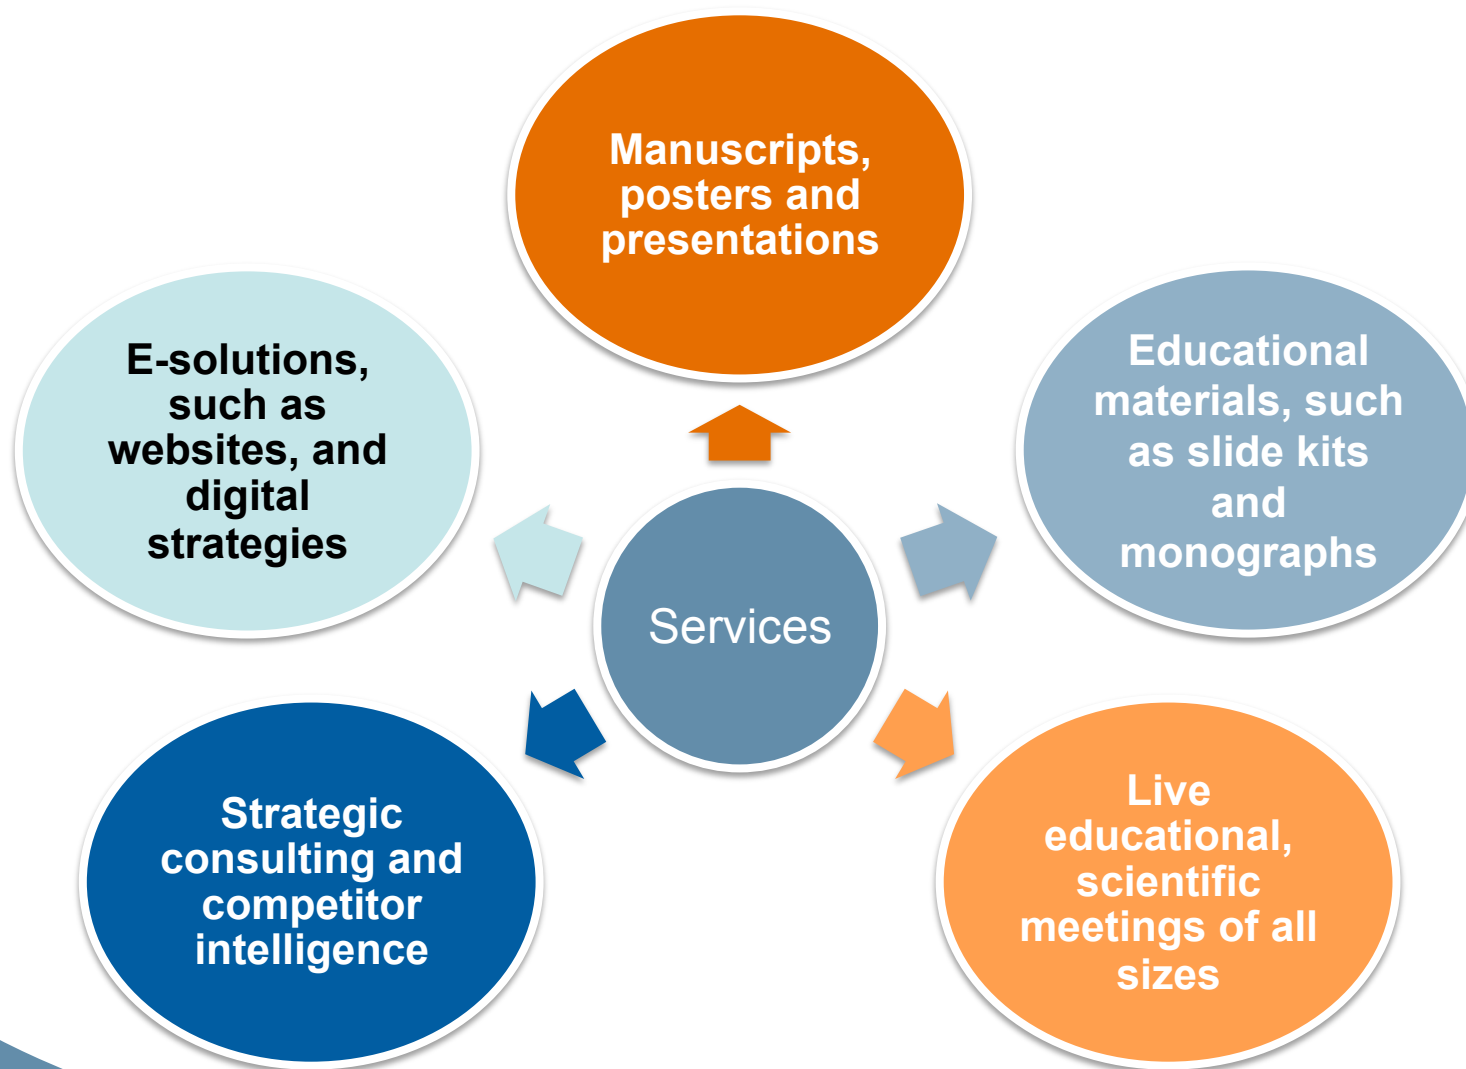 Manuscripts,
posters and
presentations
E-solutions,
such as
websites, and
digital
strategies
Educational
materials, such
as slide kits
and
monographs
Services
Strategic
consulting and
competitor
intelligence
Live
educational,
scientific
meetings of all
sizes